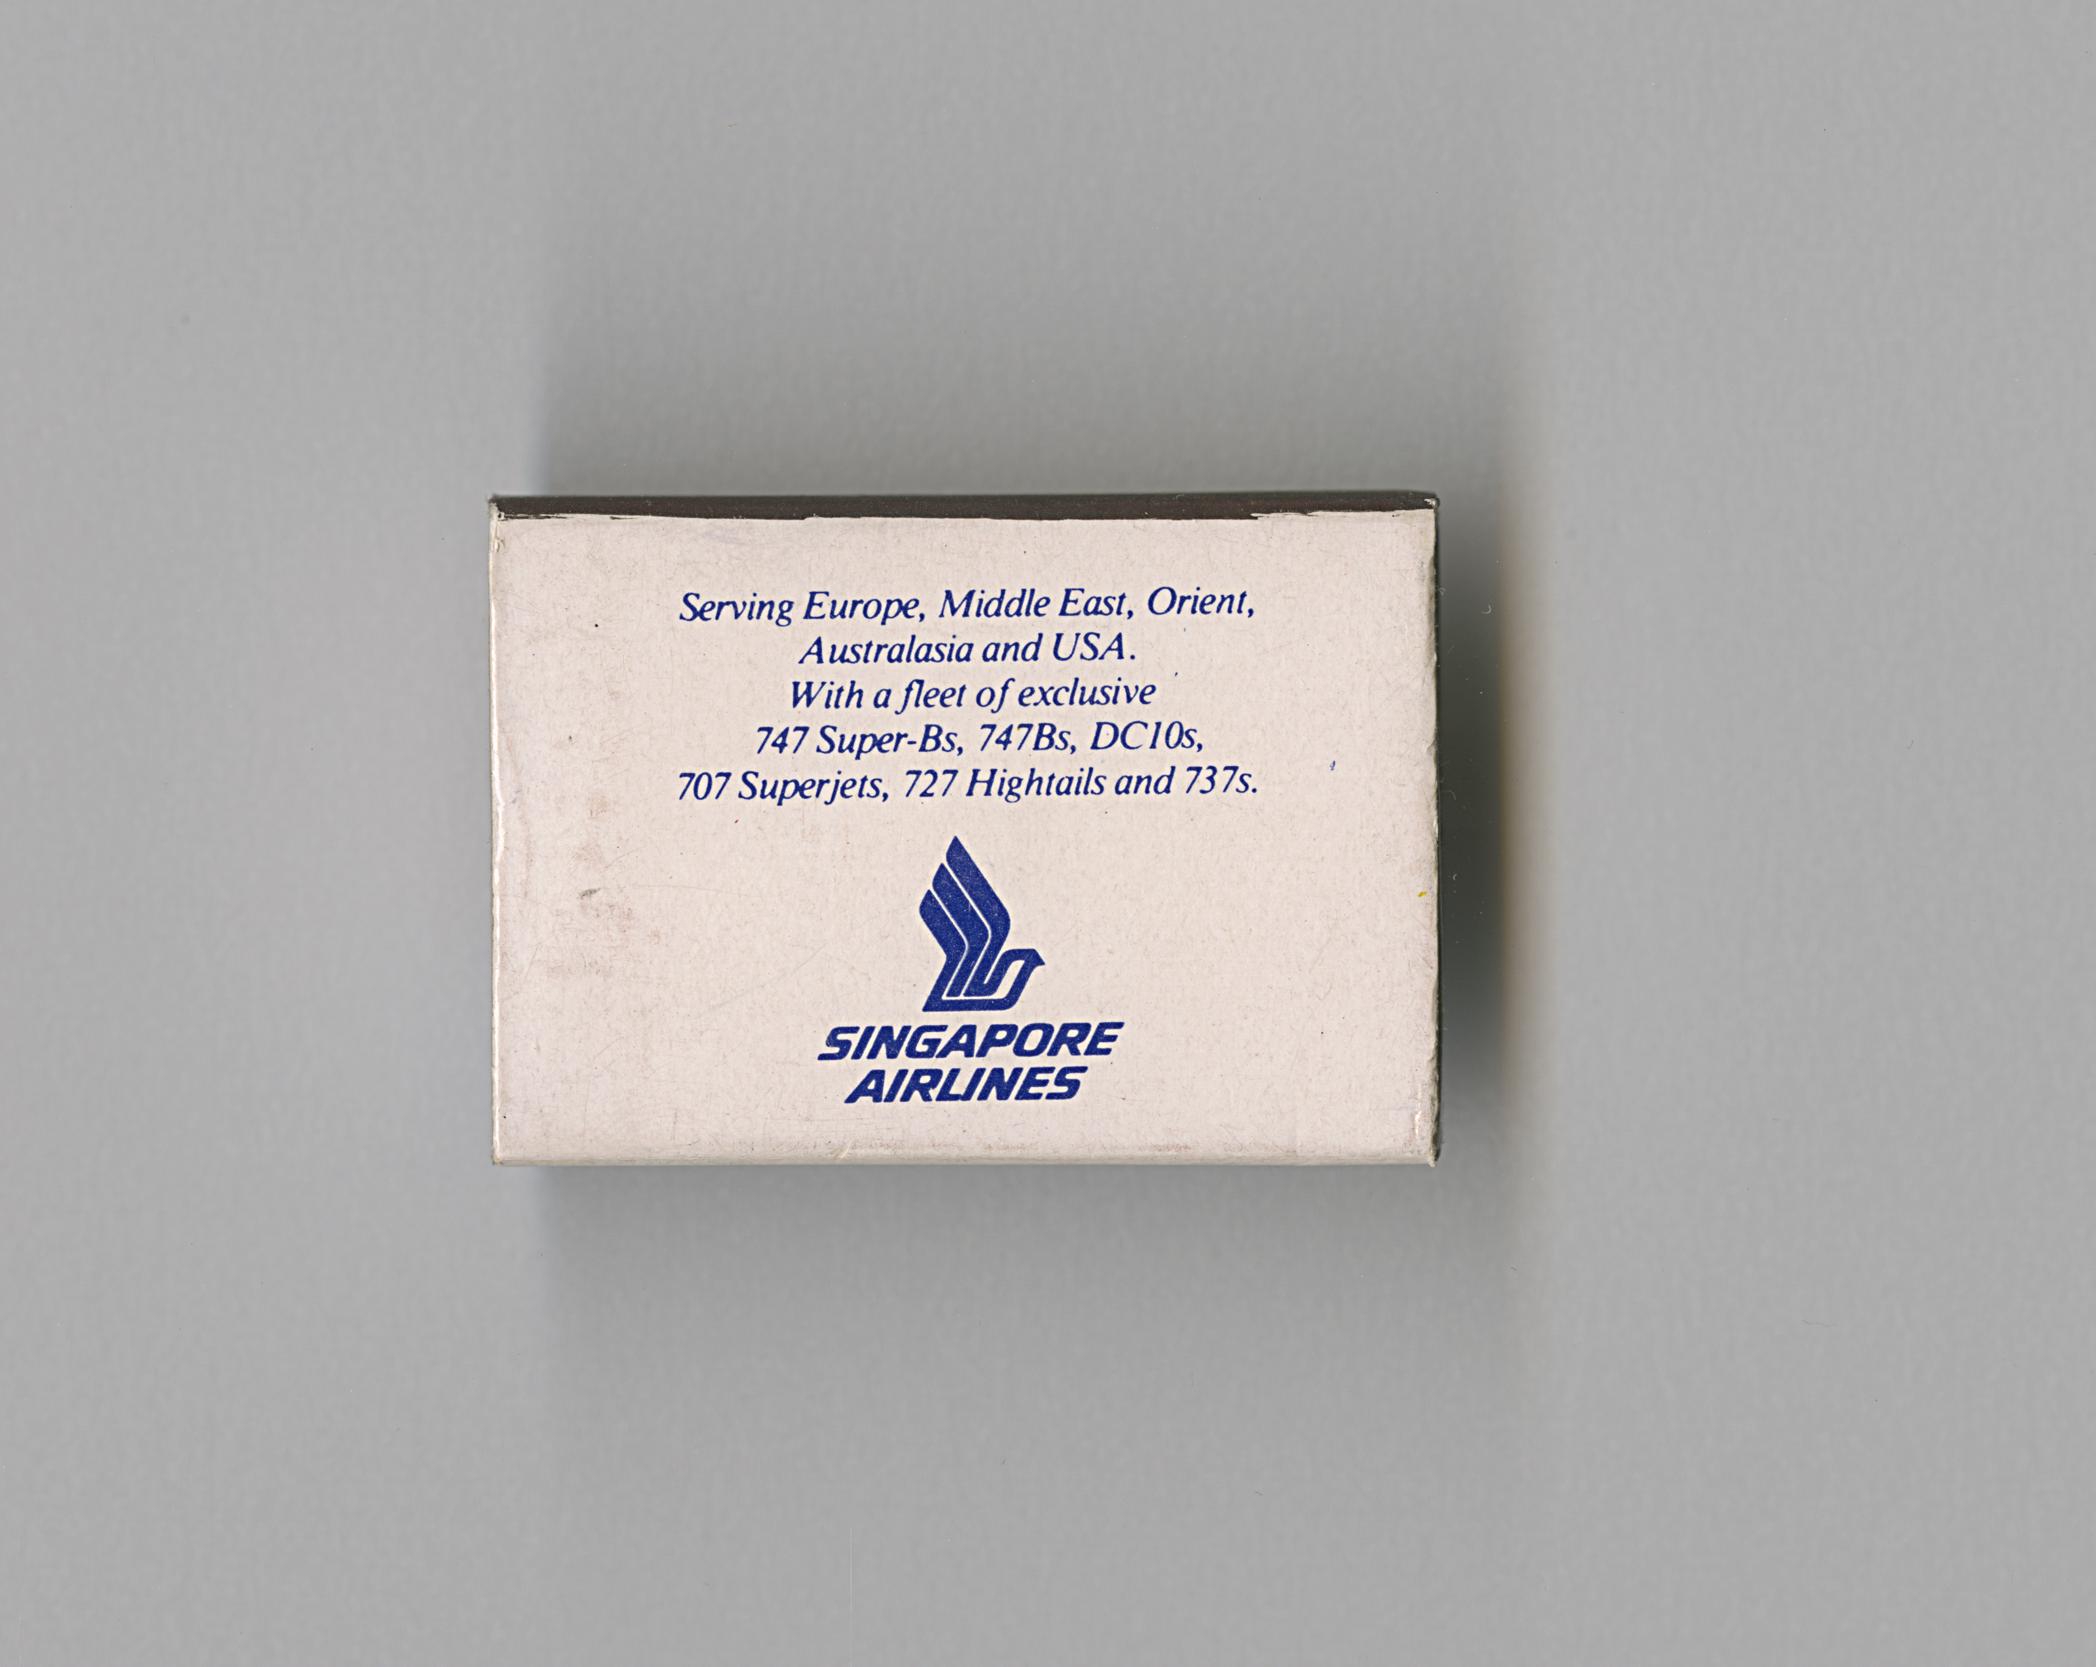 Serving Europe, Middle East, Orient,
Australasia and USA.
With a fleet of exclusive
747 Super-Bs, 747Bs, DC10s,
707 Superjets, 727 Hightails and 737s.
SINGAPORE
AIRLINES